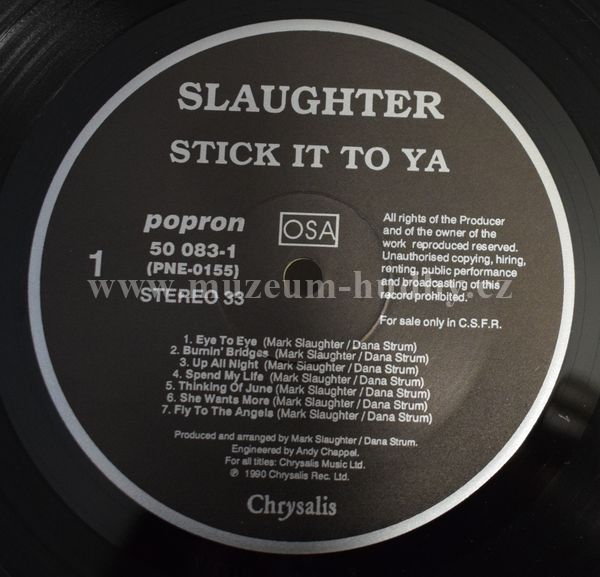 SLAUGHTER
STICK IT TO YA
popron
OSA
50 083-1
(PNE-0155)
1
STEREO 33
All rights of the Producer
and of the owner of the
work reproduced reserved.
Unauthorised copying, hiring,
renting, public performance
and broadcasting of this
record prohibited.
For sale only in C.S.F.R.
www.muzeum-hudby.cz
1. Eye To Eye (Mark Slaughter/Dana Strum)
2. Burnin' Bridges (Mark Slaughter/Dana Strum)
3. Up All Night (Mark Slaughter/Dana Strum)
4. Spend My Life (Mark Slaughter/Dana Strum)
5. Thinking Of June (Mark Slaughter/Dana Strum)
6. She Wants More (Mark Slaughter/Dana Strum)
7. Fly To The Angels (Mark Slaughter/Dana Strum)
Produced and arranged by Mark Slaughter/Dana Strum.
Engineered by Andy Chappel.
For all titles: Chrysalis Music Ltd.
℗ 1990 Chrysalis Rec. Ltd.
Chrysalis